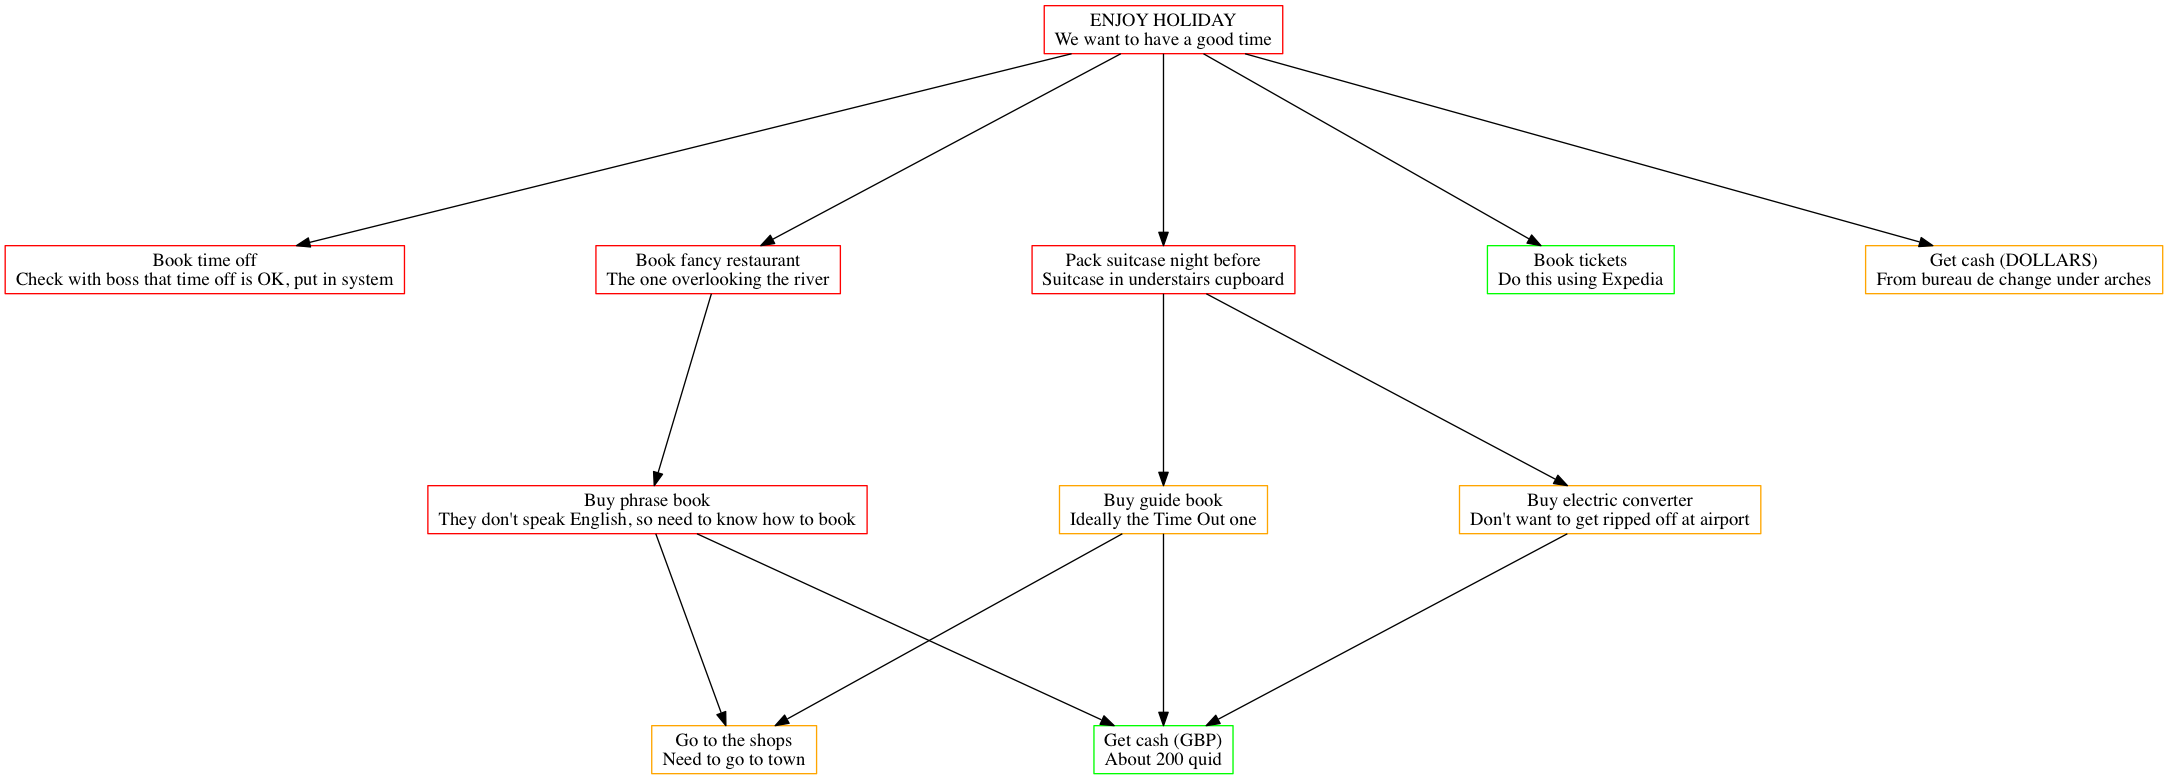 ENJOY HOLIDAY
We want to have a good time
Book time off
Check with boss that time off is OK, put in system
Book fancy restaurant
The one overlooking the river
Pack suitcase night before
Suitcase in understairs cupboard
Book tickets
Do this using Expedia
Get cash (DOLLARS)
From bureau de change under arches
Buy phrase book
They don't speak English, so need to know how to book
Buy guide book
Ideally the Time Out one
Buy electric converter
Don't want to get ripped off at airport
Go to the shops
Need to go to town
Get cash (GBP)
About 200 quid